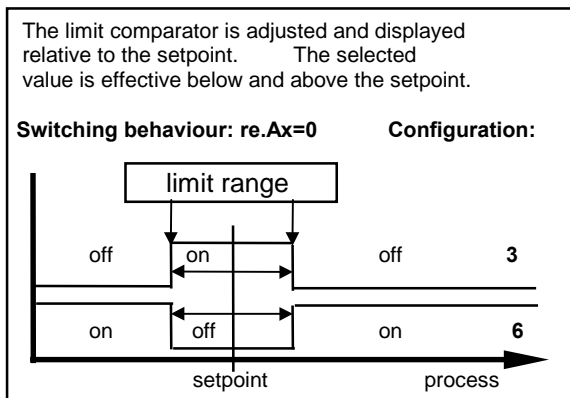 The limit comparator is adjusted and displayed
relative to the setpoint. The selected
value is effective below and above the setpoint.
Switching behaviour: re.Ax=0 Configuration:
limit range
off on off 3
on off on 6
setpoint process